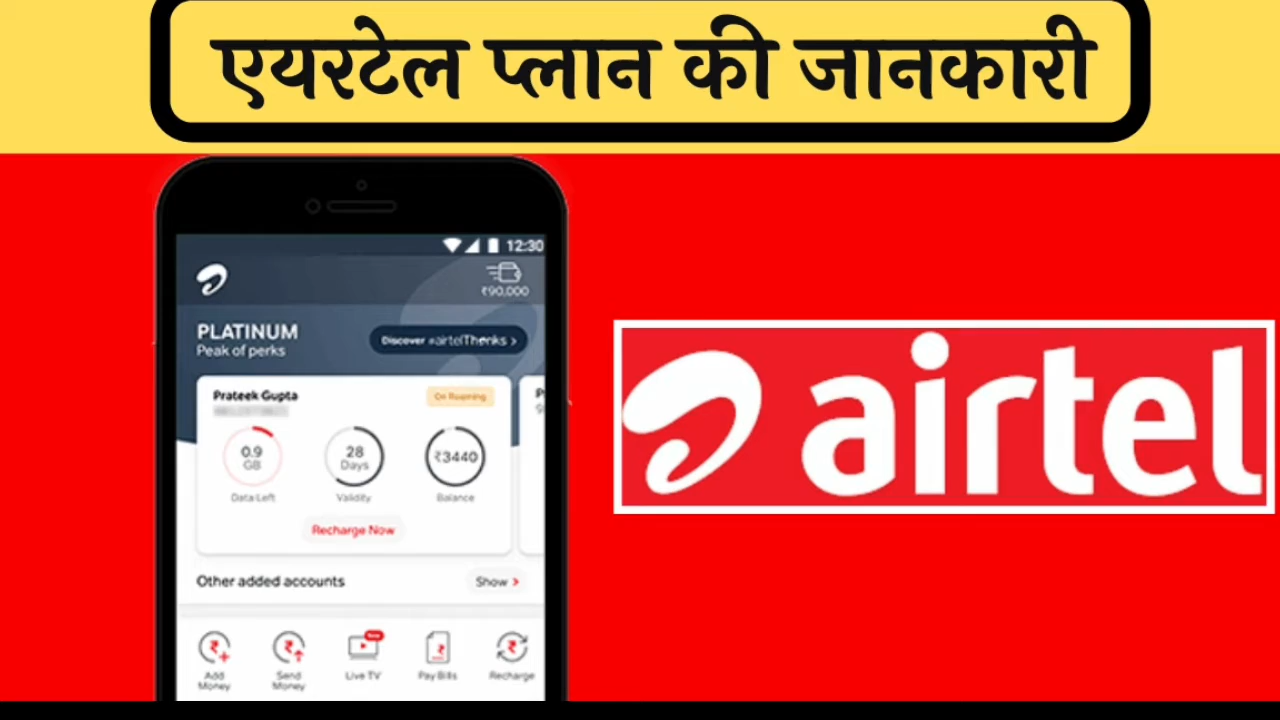 एयरटेल प्लान की जानकारी
12:30
₹90,000
PLATINUM
Peak of perks
Discover #airtelThanks >
Prateek Gupta
On Roaming
0.9
GB
Data Left
28
Days
Validity
₹3440
Balance
Recharge Now
Other added accounts
Show >
Add
Money
Send
Money
New
Live TV
Pay Bills
Recharge
airtel